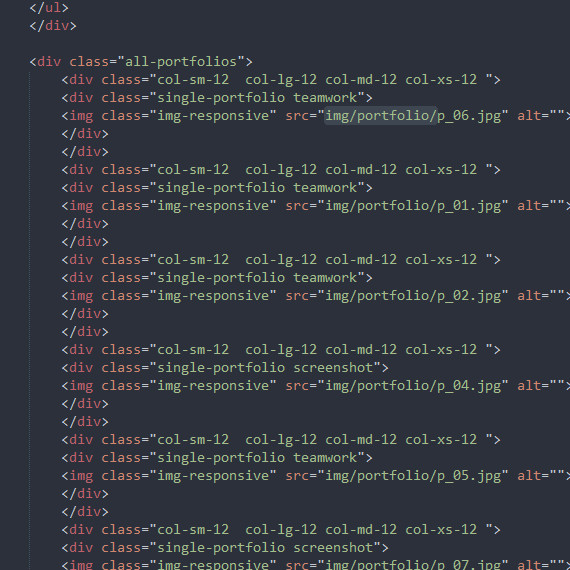 </ul>
</div>
<div class="all-portfolios">
<div class="col-sm-12  col-lg-12 col-md-12 col-xs-12 ">
<div class="single-portfolio teamwork">
<img class="img-responsive" src="img/portfolio/p_06.jpg" alt="">
</div>
</div>
<div class="col-sm-12  col-lg-12 col-md-12 col-xs-12 ">
<div class="single-portfolio teamwork">
<img class="img-responsive" src="img/portfolio/p_01.jpg" alt="">
</div>
</div>
<div class="col-sm-12  col-lg-12 col-md-12 col-xs-12 ">
<div class="single-portfolio teamwork">
<img class="img-responsive" src="img/portfolio/p_02.jpg" alt="">
</div>
</div>
<div class="col-sm-12  col-lg-12 col-md-12 col-xs-12 ">
<div class="single-portfolio screenshot">
<img class="img-responsive" src="img/portfolio/p_04.jpg" alt="">
</div>
</div>
<div class="col-sm-12  col-lg-12 col-md-12 col-xs-12 ">
<div class="single-portfolio teamwork">
<img class="img-responsive" src="img/portfolio/p_05.jpg" alt="">
</div>
</div>
<div class="col-sm-12  col-lg-12 col-md-12 col-xs-12 ">
<div class="single-portfolio screenshot">
<img class="img-responsive" src="img/portfolio/p_07.jpg" alt="">